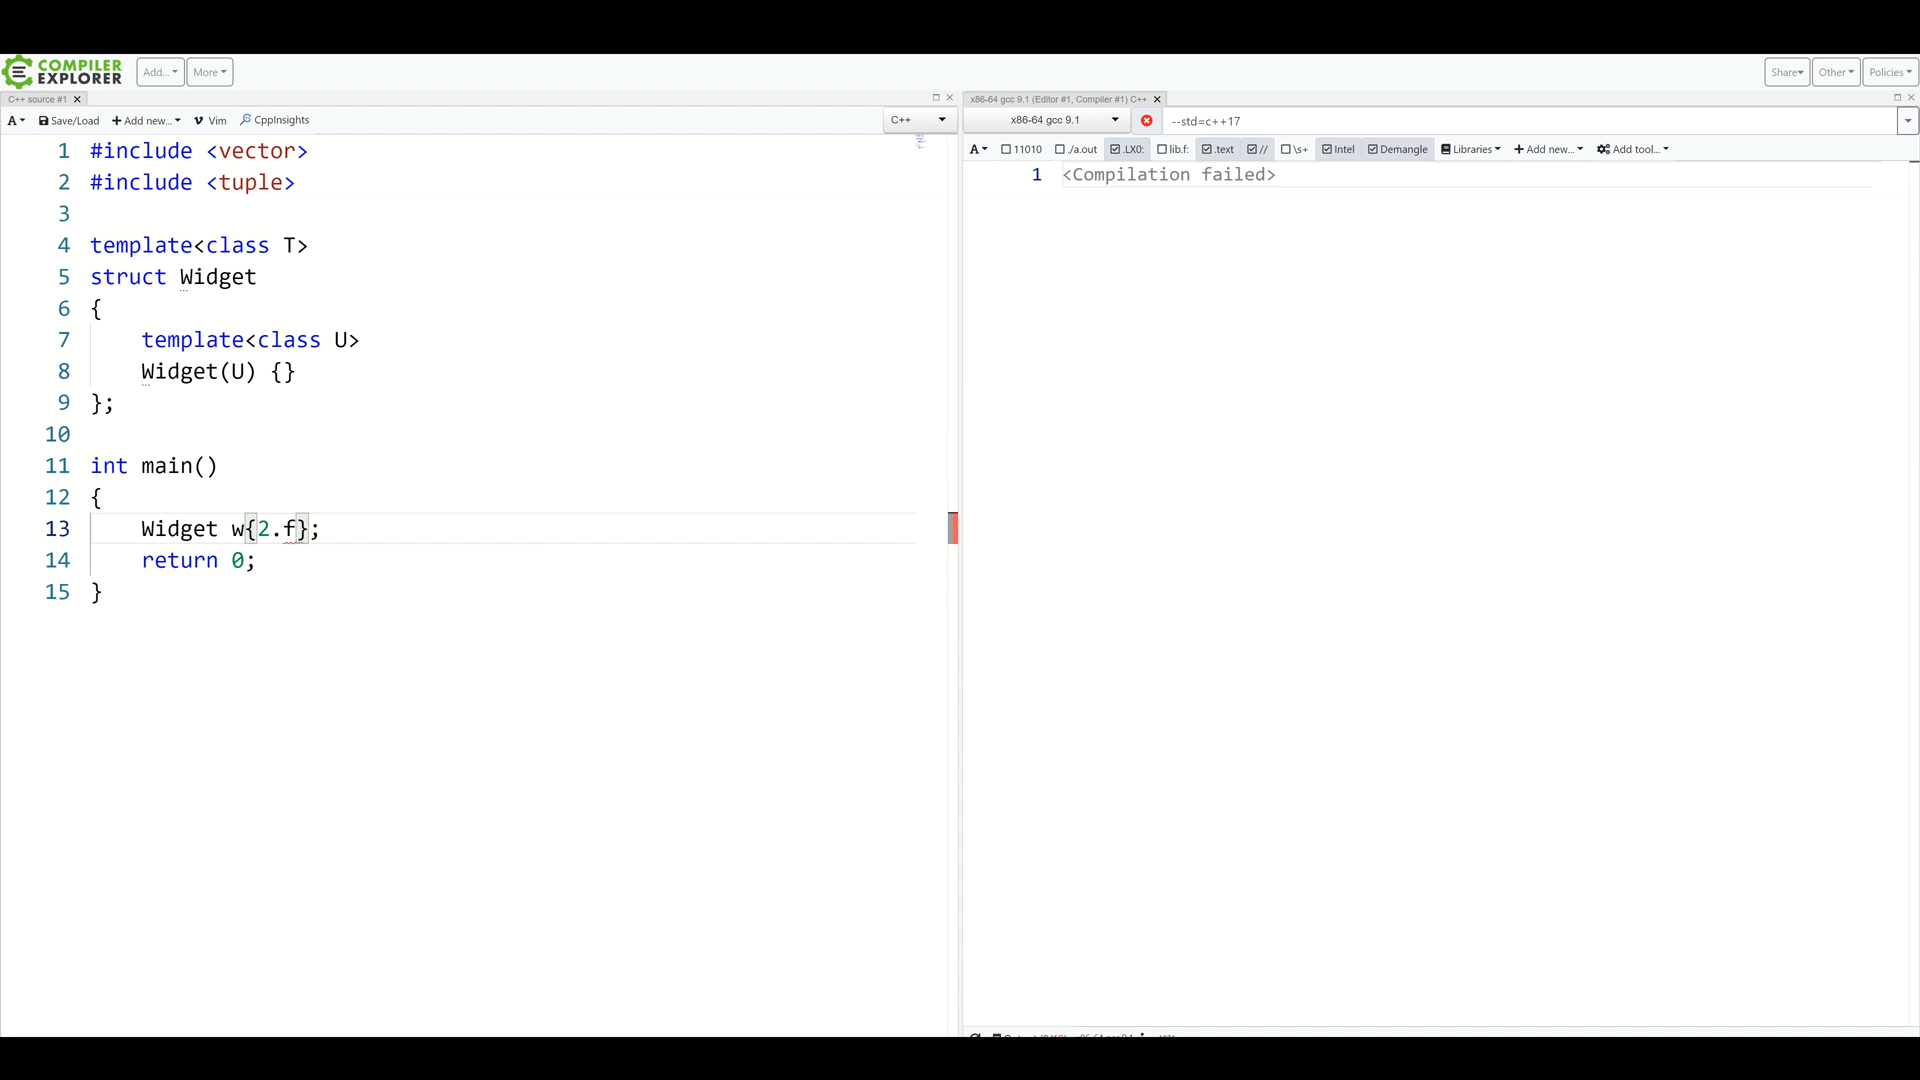 COMPILER
EXPLORER
Add...
More
Share
Other
Policies
C++ source #1
x86-64 gcc 9.1 (Editor #1, Compiler #1) C++
A
Save/Load
Add new...
Vim
CppInsights
C++
x86-64 gcc 9.1
--std=c++17
A
11010
./a.out
.LX0:
lib.f:
.text
//
\s+
Intel
Demangle
Libraries
Add new...
Add tool...
1 #include <vector>
2 #include <tuple>
3
4 template<class T>
5 struct Widget
6 {
7 template<class U>
8 Widget(U) {}
9 };
10
11 int main()
12 {
13 Widget w{2.f};
14 return 0;
15 }
1 <Compilation failed>